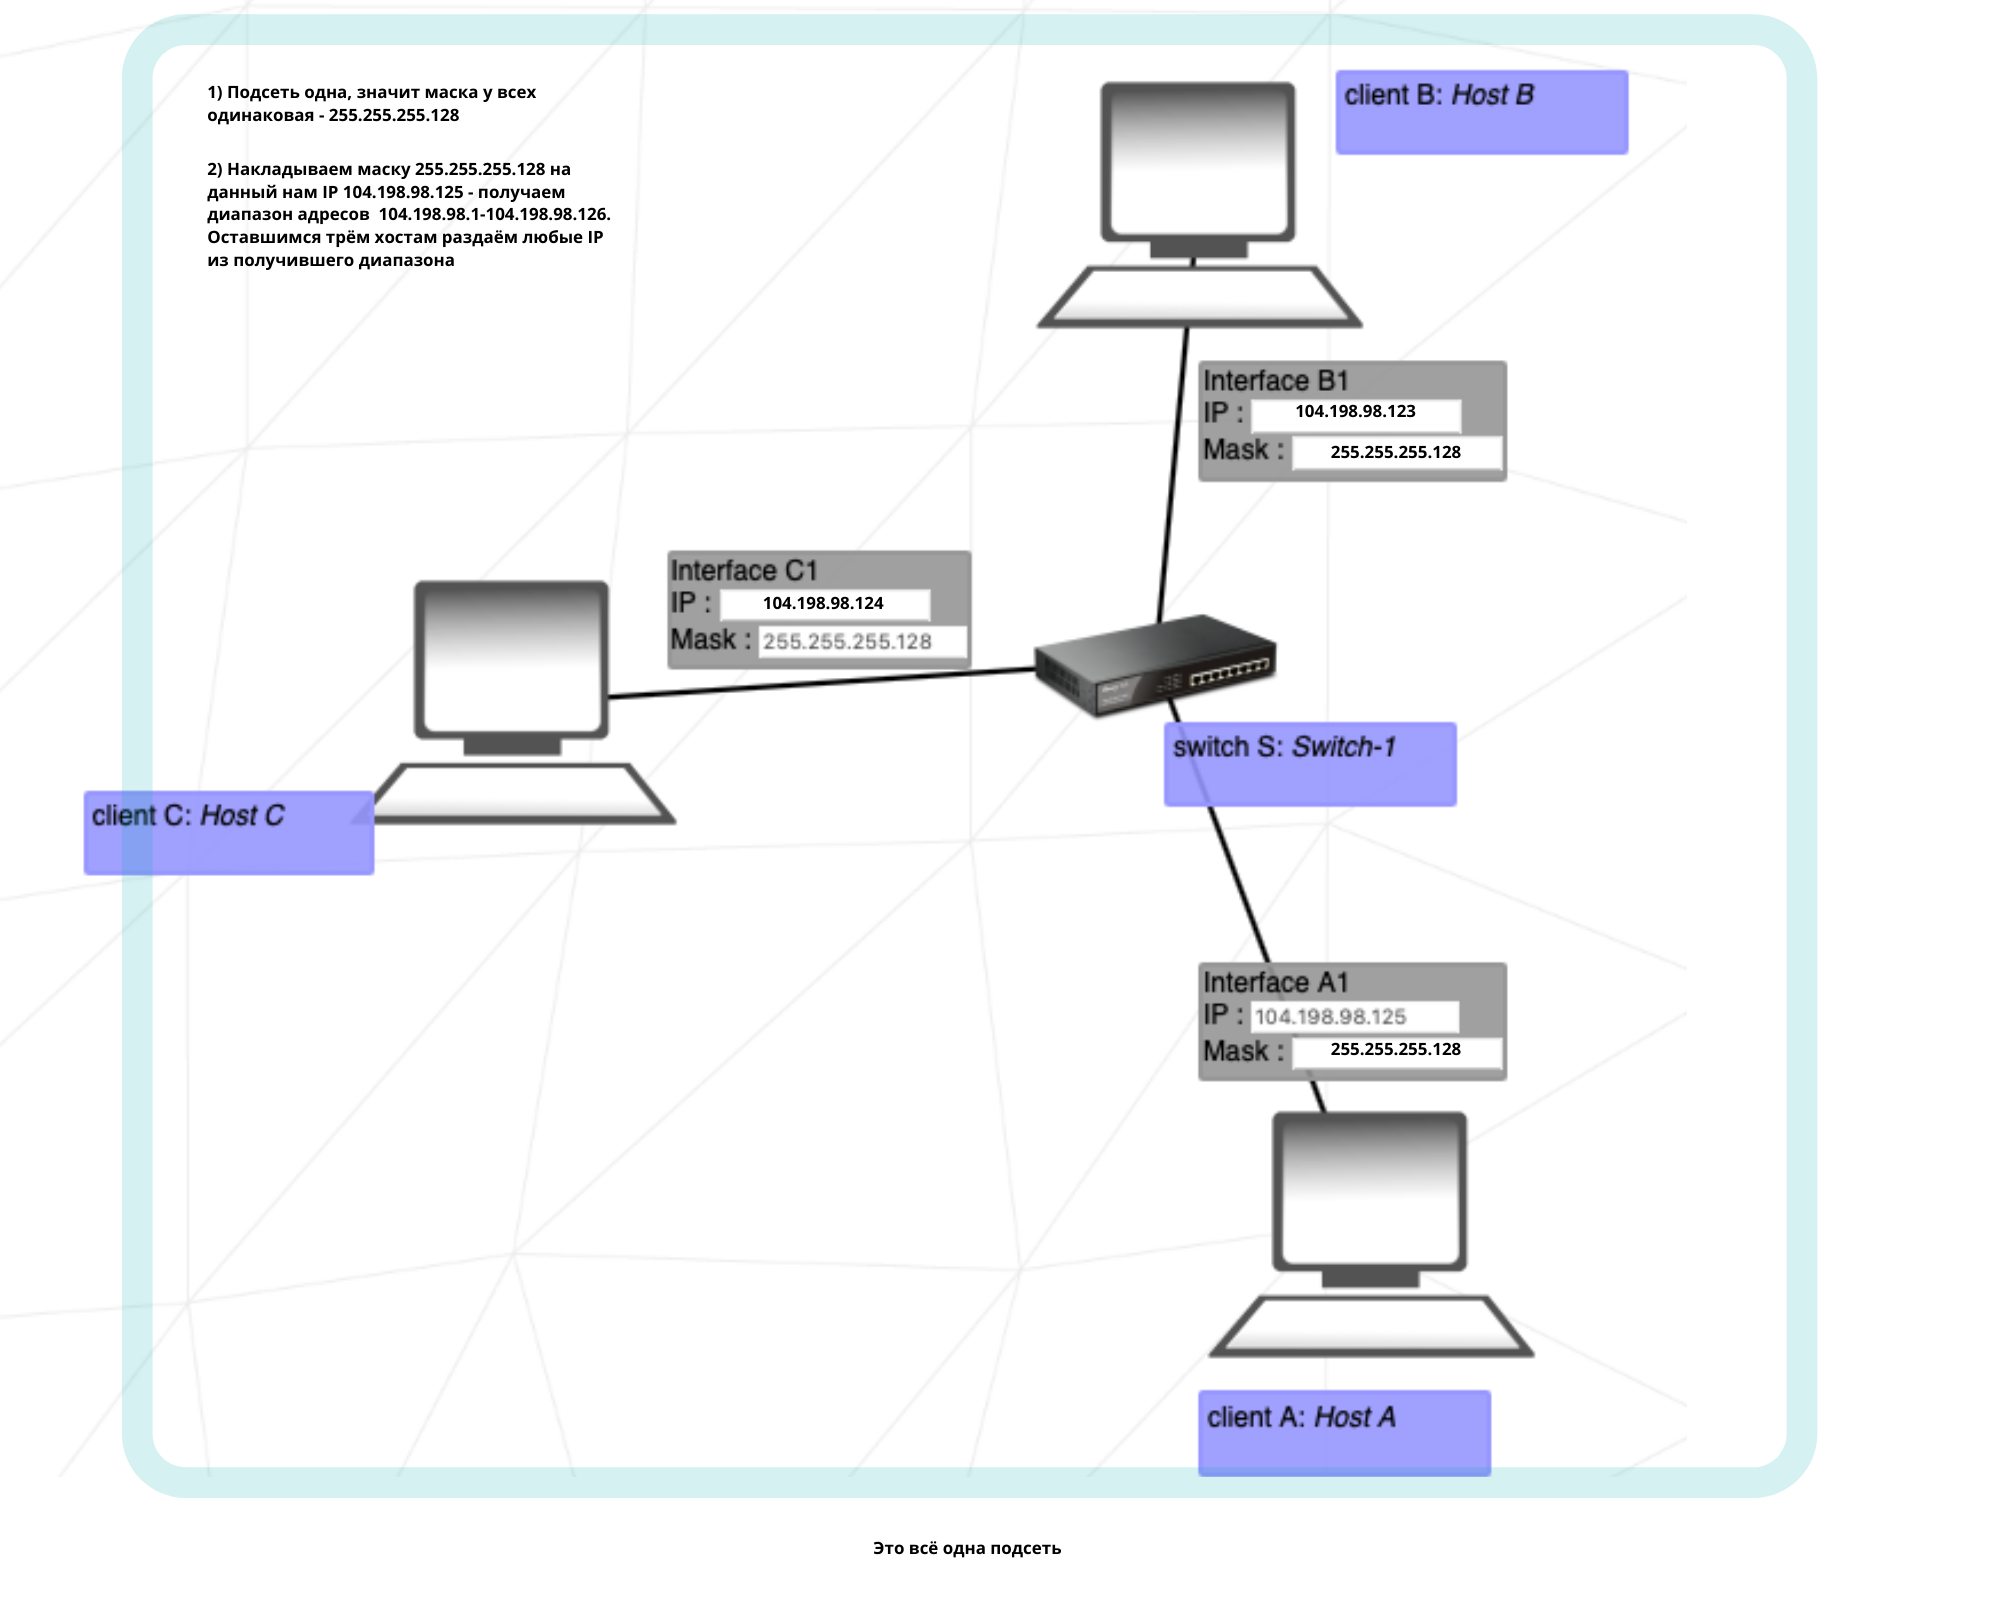 1) Подсеть одна, значит маска у всех
одинаковая - 255.255.255.128
2) Накладываем маску 255.255.255.128 на
данный нам IP 104.198.98.125 - получаем
диапазон адресов  104.198.98.1-104.198.98.126.
Оставшимся трём хостам раздаём любые IP
из получившего диапазона
client B: Host B
Interface B1
IP : 104.198.98.123
Mask : 255.255.255.128
Interface C1
IP : 104.198.98.124
Mask : 255.255.255.128
switch S: Switch-1
client C: Host C
Interface A1
IP : 104.198.98.125
Mask : 255.255.255.128
client A: Host A
Это всё одна подсеть